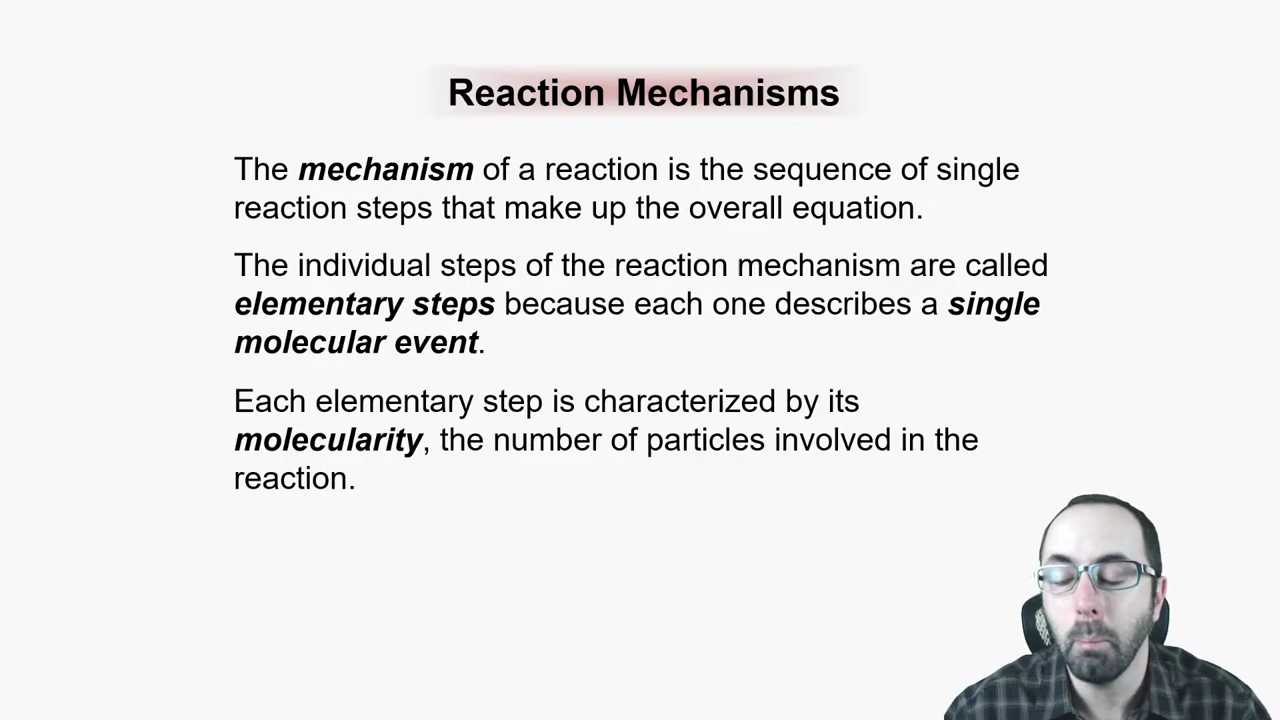 Reaction Mechanisms
The mechanism of a reaction is the sequence of single
reaction steps that make up the overall equation.
The individual steps of the reaction mechanism are called
elementary steps because each one describes a single
molecular event.
Each elementary step is characterized by its
molecularity, the number of particles involved in the
reaction.